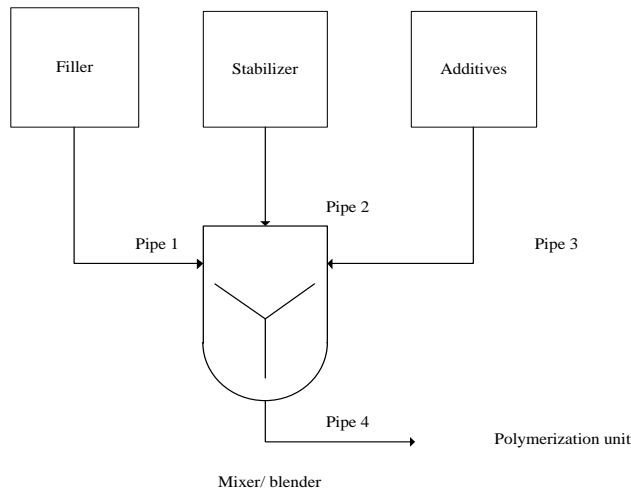 Filler
Stabilizer
Additives
Pipe 2
Pipe 1
Pipe 3
Pipe 4
Polymerization unit
Mixer/ blender